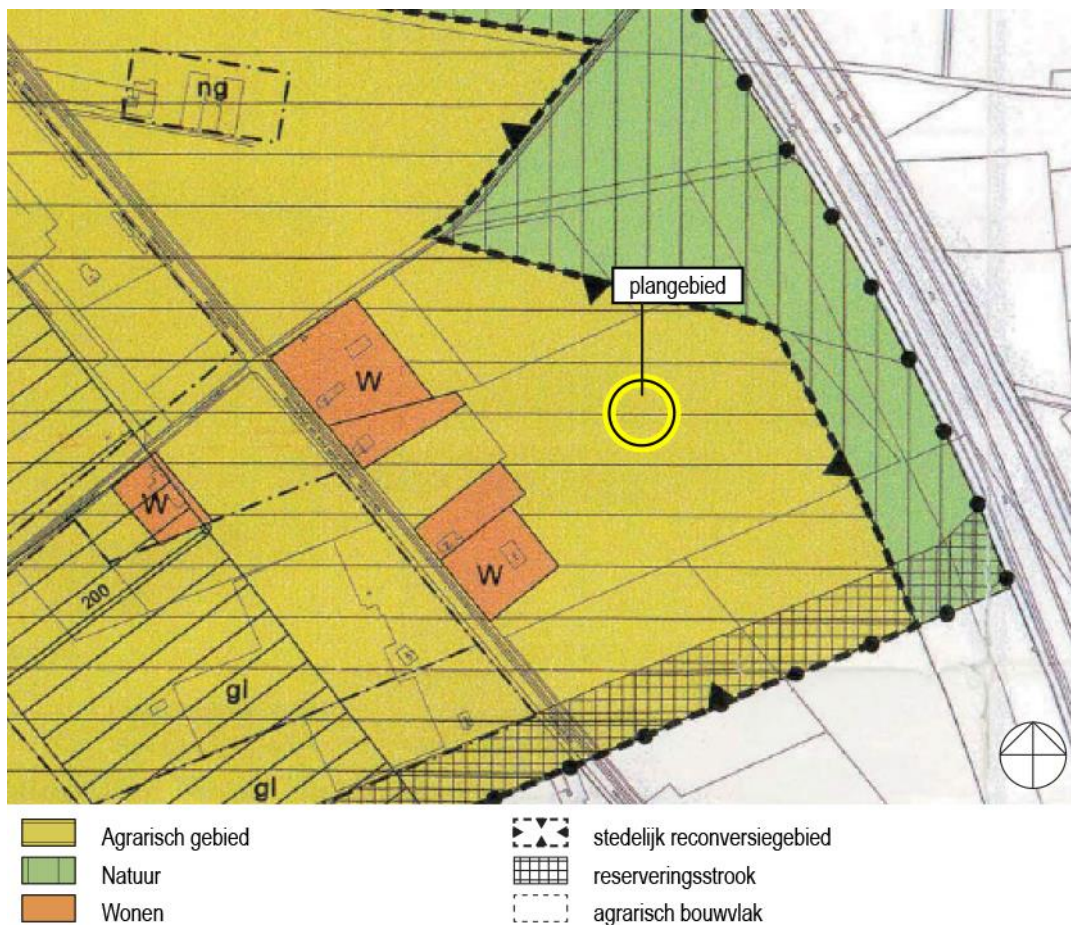 ng
plangebied
W
W
W
200
gl
gl
Agrarisch gebied
Natuur
Wonen
stedelijk reconversiegebied
reserveringsstrook
agrarisch bouwvlak